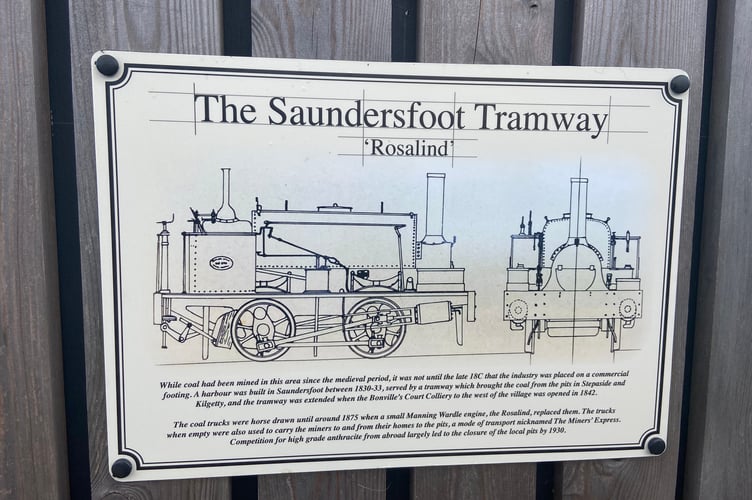 The Saundersfoot Tramway
‘Rosalind’
While coal had been mined in this area since the medieval period, it was not until the late 18C that the industry was placed on a commercial
footing. A harbour was built in Saundersfoot between 1830-33, served by a tramway which brought the coal from the pits in Stepaside and
Kilgetty, and the tramway was extended when the Bonville's Court Colliery to the west of the village was opened in 1842.
The coal trucks were horse drawn until around 1875 when a small Manning Wardle engine, the Rosalind, replaced them. The trucks
when empty were also used to carry the miners to and from their homes to the pits, a mode of transport nicknamed The Miners' Express.
Competition for high grade anthracite from abroad largely led to the closure of the local pits by 1930.